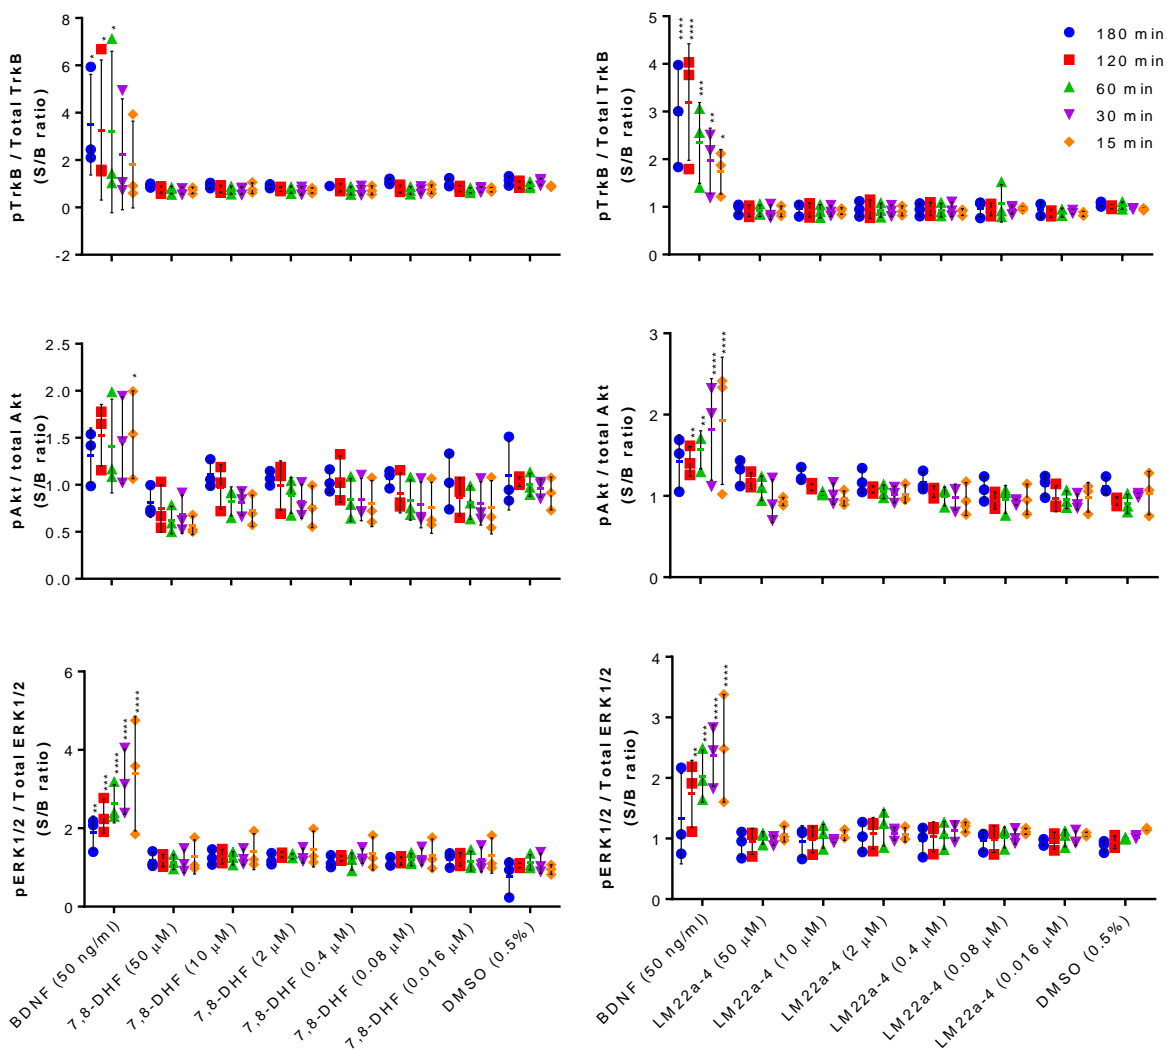 pTrkB / Total TrkB
(S/B ratio)
8
6
4
2
0
-2
*
*
*
pTrkB / Total TrkB
(S/B ratio)
5
4
3
2
1
0
****
****
***
**
*
180 min
120 min
60 min
30 min
15 min
pAkt / total Akt
(S/B ratio)
2.5
2.0
1.5
1.0
0.5
0.0
*
pAkt / total Akt
(S/B ratio)
3
2
1
0
**
**
****
****
pERK1/2 / Total ERK1/2
(S/B ratio)
6
4
2
0
**
***
****
****
****
BDNF (50 ng/ml)
7,8-DHF (50 µM)
7,8-DHF (10 µM)
7,8-DHF (2 µM)
7,8-DHF (0.4 µM)
7,8-DHF (0.08 µM)
7,8-DHF (0.016 µM)
DMSO (0.5%)
pERK1/2 / Total ERK1/2
(S/B ratio)
4
3
2
1
0
**
***
****
****
BDNF (50 ng/ml)
LM22a-4 (50 µM)
LM22a-4 (10 µM)
LM22a-4 (2 µM)
LM22a-4 (0.4 µM)
LM22a-4 (0.08 µM)
LM22a-4 (0.016 µM)
DMSO (0.5%)